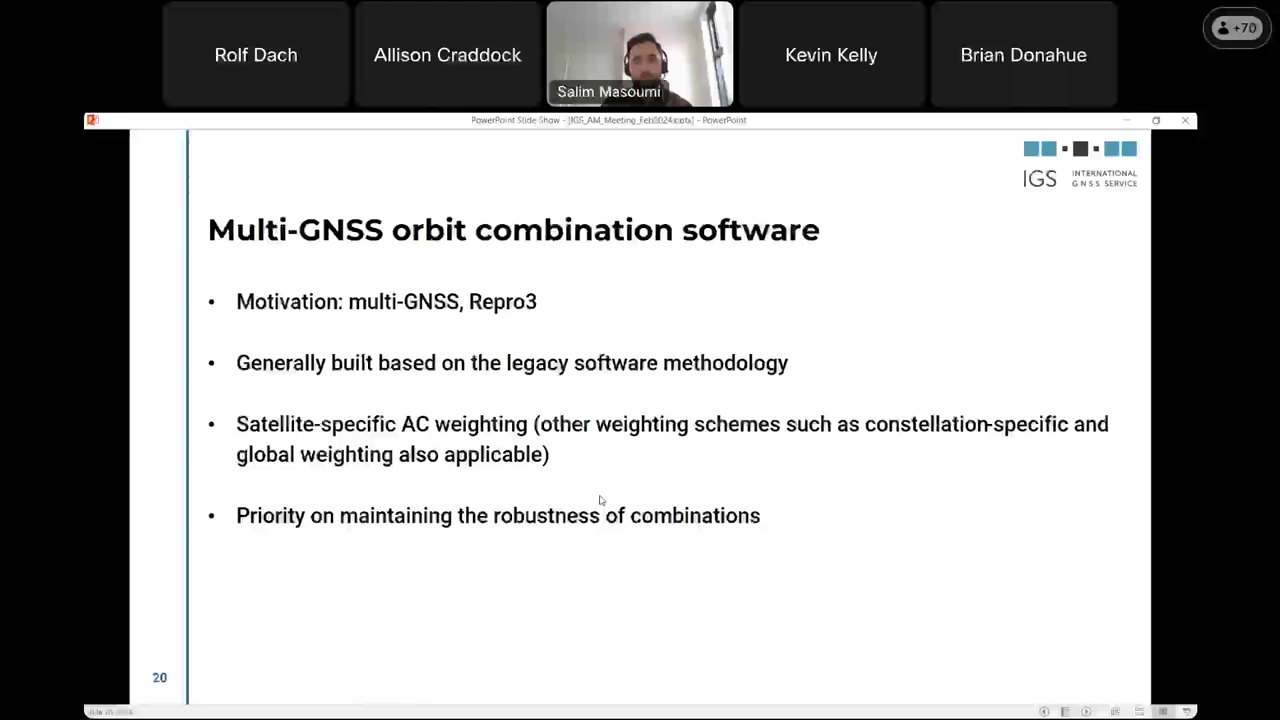 Rolf Dach
Allison Craddock
Salim Masoumi
Kevin Kelly
Brian Donahue
+70
PowerPoint Slide Show - [IGS_AM_Meeting_Feb2024.pptx] - PowerPoint
IGS INTERNATIONAL
GNSS SERVICE
Multi-GNSS orbit combination software
• Motivation: multi-GNSS, Repro3
• Generally built based on the legacy software methodology
• Satellite-specific AC weighting (other weighting schemes such as constellation-specific and
global weighting also applicable)
• Priority on maintaining the robustness of combinations
20